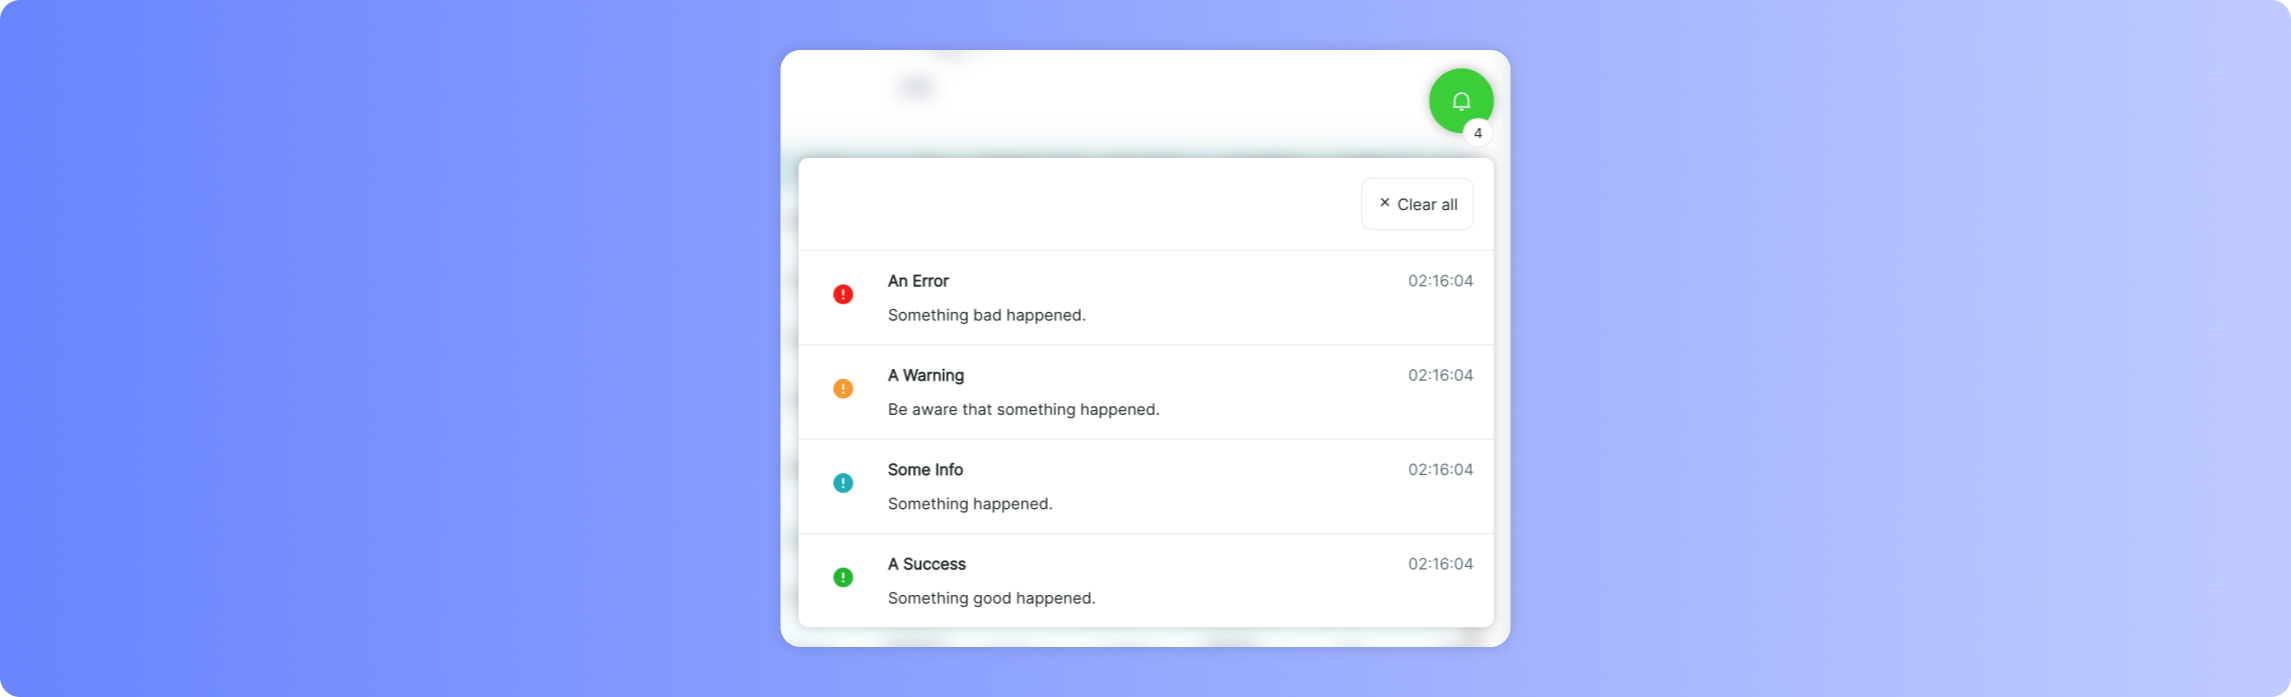 4
× Clear all
An Error 02:16:04
Something bad happened.
A Warning 02:16:04
Be aware that something happened.
Some Info 02:16:04
Something happened.
A Success 02:16:04
Something good happened.